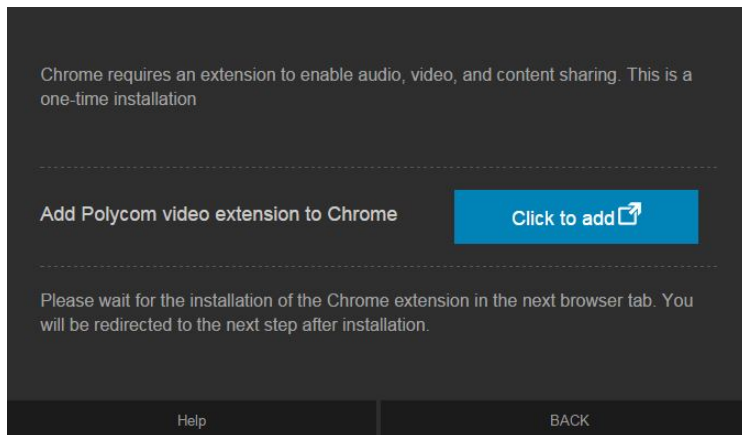 Chrome requires an extension to enable audio, video, and content sharing. This is a
one-time installation
Add Polycom video extension to Chrome
Click to add
Please wait for the installation of the Chrome extension in the next browser tab. You
will be redirected to the next step after installation.
Help
BACK